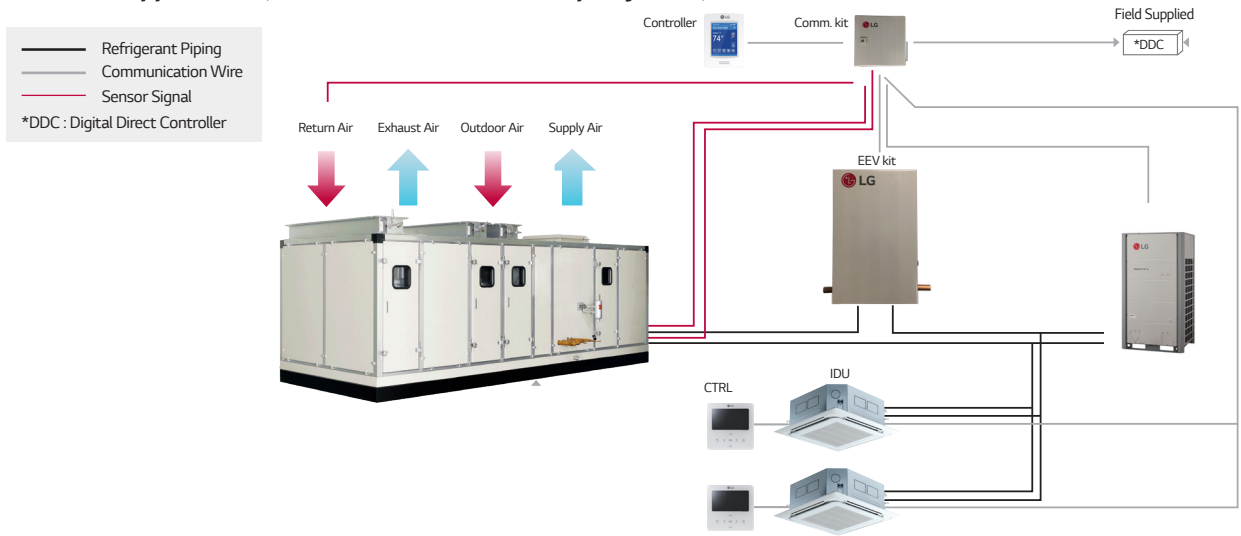 Controller
LG
74°
Comm. kit
LG
Field Supplied
*DDC
Refrigerant Piping
Communication Wire
Sensor Signal
*DDC : Digital Direct Controller
Return Air
Exhaust Air
Outdoor Air
Supply Air
EEV kit
LG
LG
CTRL
IDU